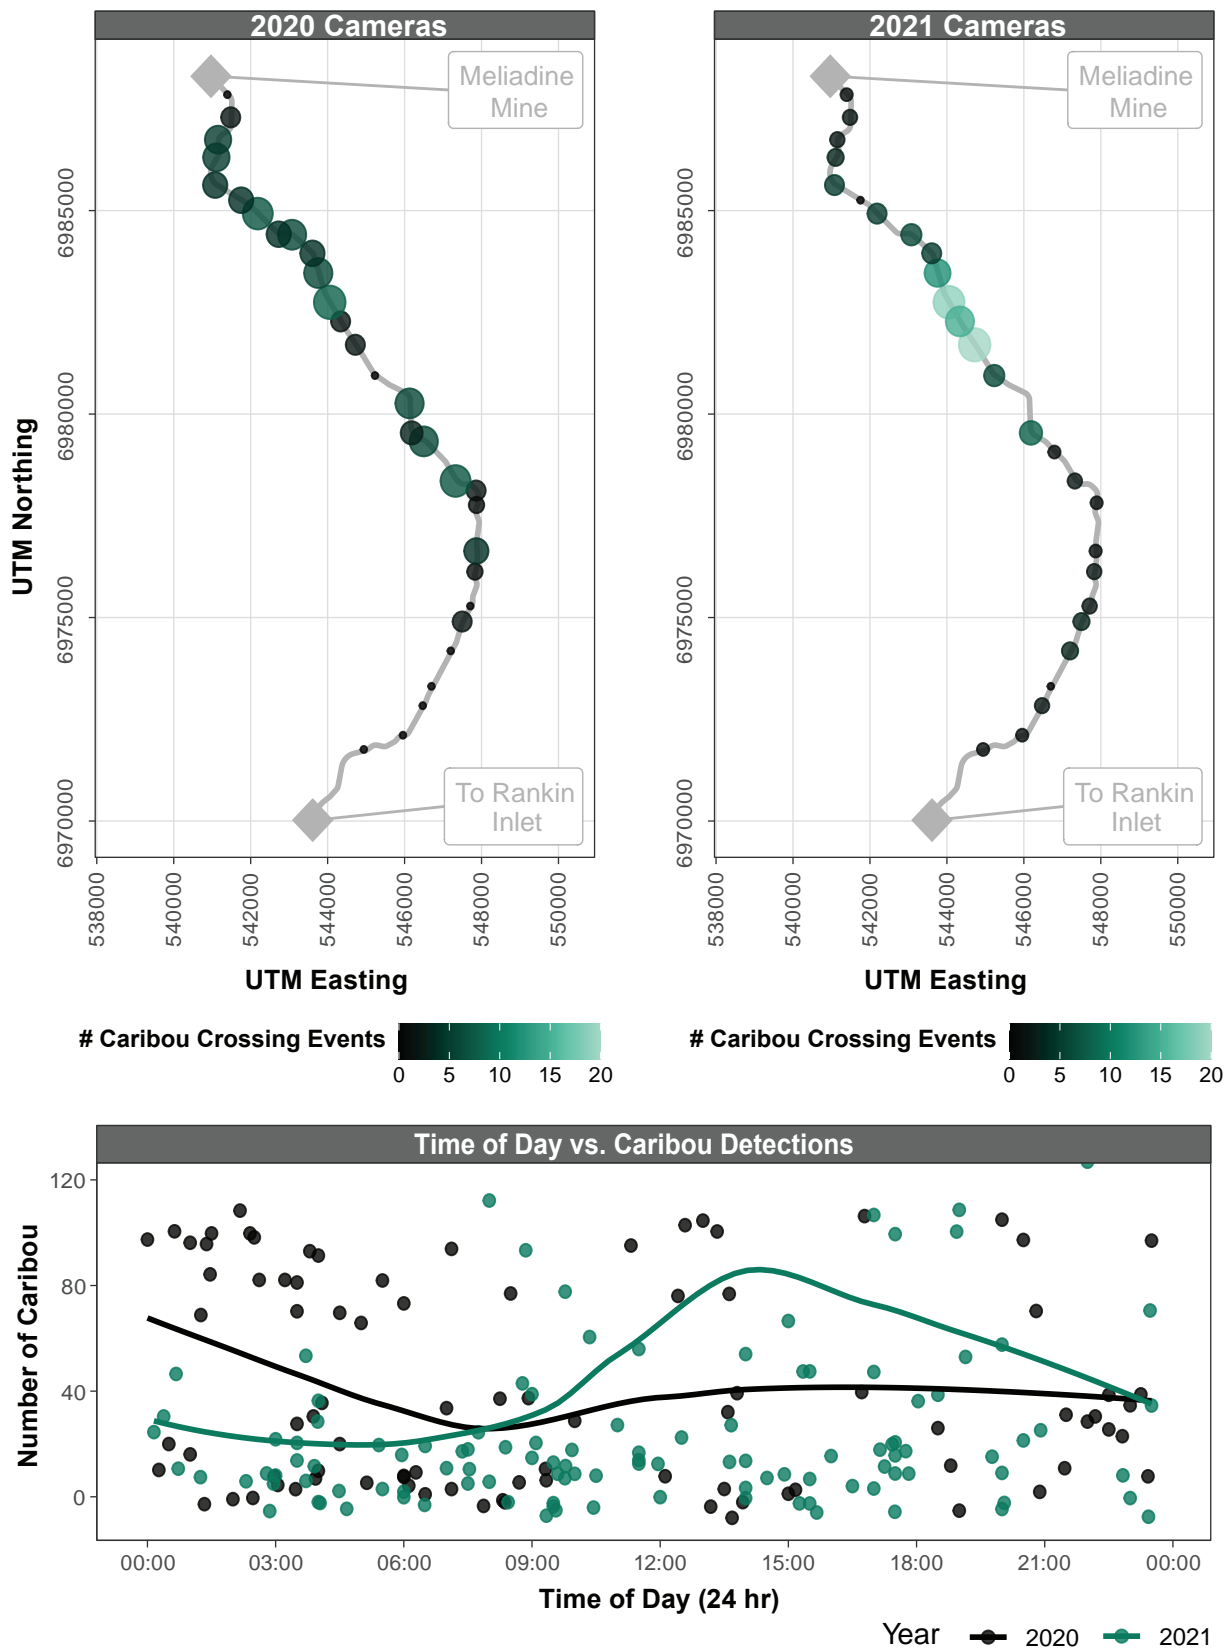 2020 Cameras
2021 Cameras
Meliadine
Mine
Meliadine
Mine
To Rankin
Inlet
To Rankin
Inlet
UTM Northing
6985000
6980000
6975000
6970000
6985000
6980000
6975000
6970000
538000
540000
542000
544000
546000
548000
550000
538000
540000
542000
544000
546000
548000
550000
UTM Easting
UTM Easting
# Caribou Crossing Events
0 5 10 15 20
# Caribou Crossing Events
0 5 10 15 20
Time of Day vs. Caribou Detections
Number of Caribou
120
80
40
0
00:00 03:00 06:00 09:00 12:00 15:00 18:00 21:00 00:00
Time of Day (24 hr)
Year 2020 2021